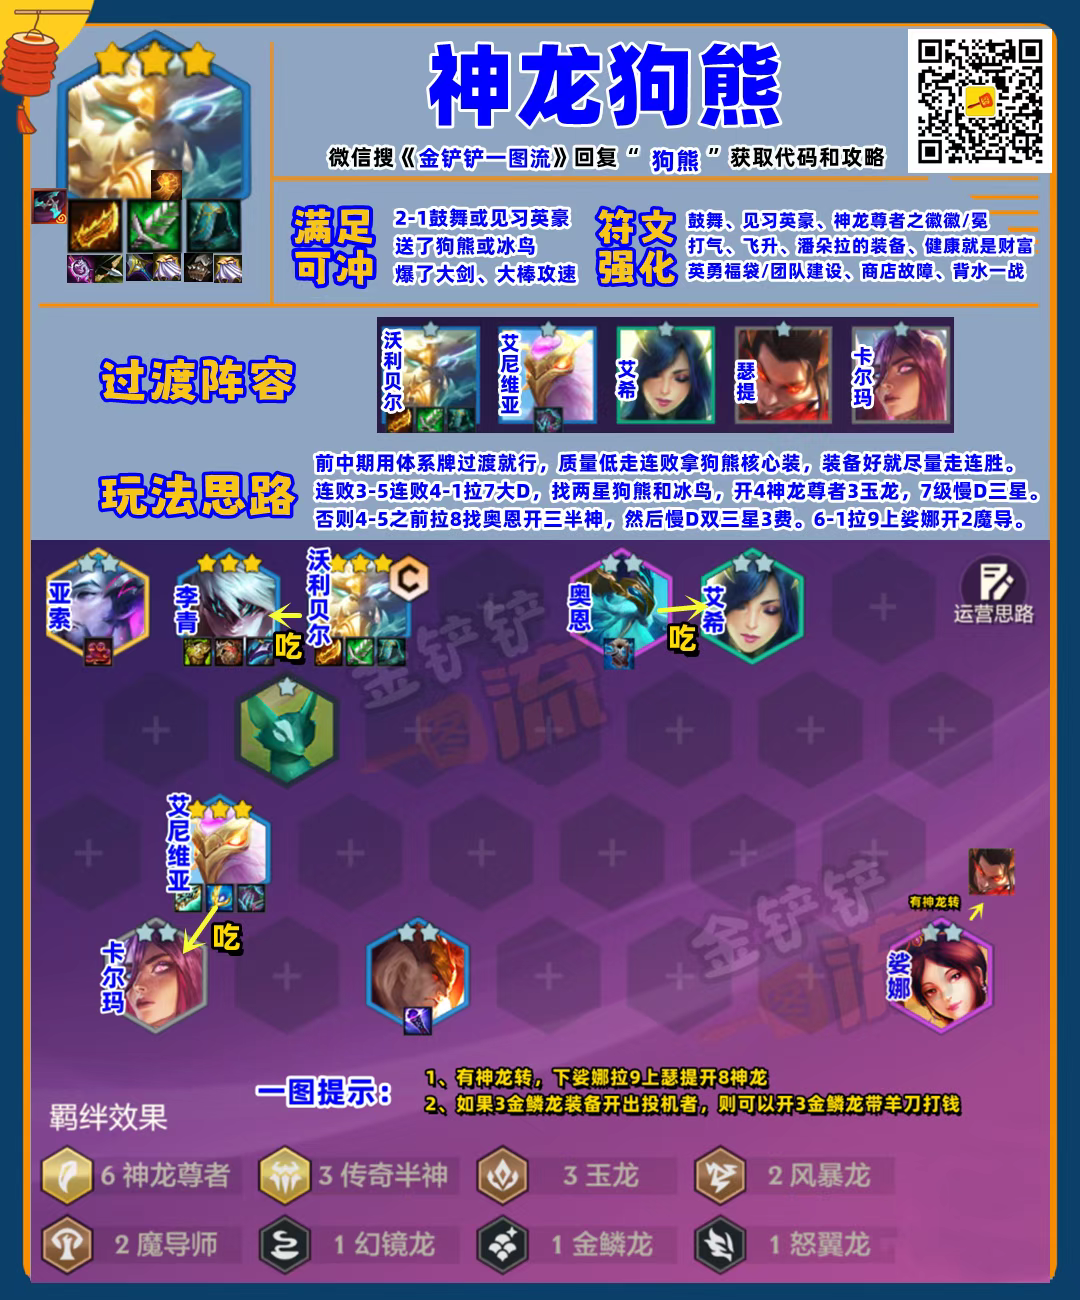 神龙狗熊
微信搜《金铲铲一图流》回复“狗熊”获取代码和攻略
满足
可冲
2-1鼓舞或见习英豪
送了狗熊或冰鸟
爆了大剑、大棒攻速
符文
强化
鼓舞、见习英豪、神龙尊者之徽徽/冕
打气、飞升、潘朵拉的装备、健康就是财富
英勇福袋/团队建设、商店故障、背水一战
过渡阵容
沃利贝尔
艾尼维亚
艾希
瑟提
卡尔玛
玩法思路
前中期用体系牌过渡就行，质量低走连败拿狗熊核心装，装备好就尽量走连胜。
连败3-5连败4-1拉7大D，找两星狗熊和冰鸟，开4神龙尊者3玉龙，7级慢D三星。
否则4-5之前拉8找奥恩开三半神，然后慢D双三星3费。6-1拉9上娑娜开2魔导。
亚索
李青
吃
沃利贝尔
C
奥恩
吃
艾希
运营思路
金铲铲
一图流
艾尼维亚
吃
卡尔玛
金铲铲
一图流
有神龙转
娑娜
一图提示：
1、有神龙转，下娑娜拉9上瑟提开8神龙
2、如果3金鳞龙装备开出投机者，则可以开3金鳞龙带羊刀打钱
羁绊效果
6 神龙尊者
3 传奇半神
3 玉龙
2 风暴龙
2 魔导师
1 幻镜龙
1 金鳞龙
1 怒翼龙